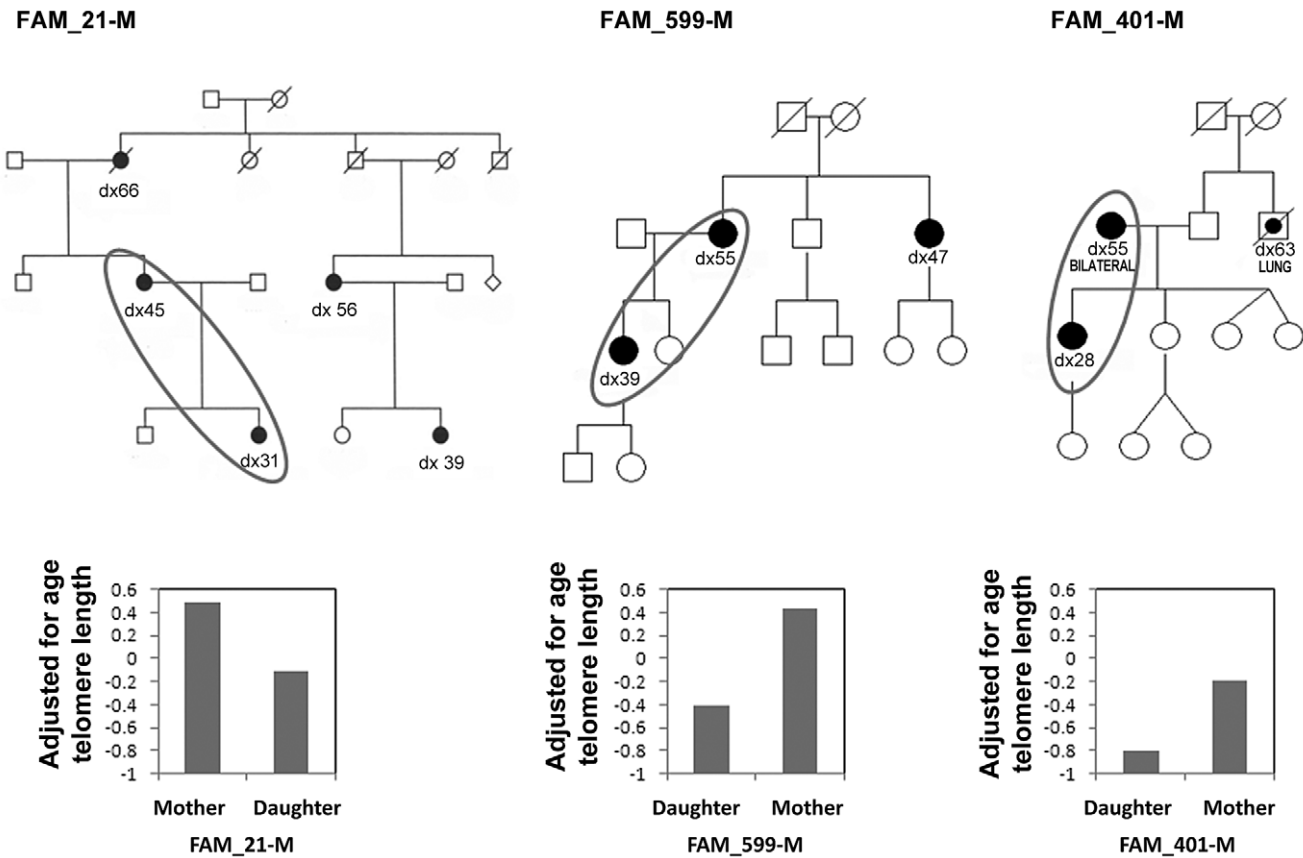 FAM_21-M
FAM_599-M
FAM_401-M
dx66
dx45
dx 56
dx31
dx 39
dx55
dx47
dx39
dx55
BILATERAL
dx63
LUNG
dx28
Adjusted for age
telomere length
0.6
0.4
0.2
0
-0.2
-0.4
-0.6
-0.8
-1
Mother
Daughter
FAM_21-M
Adjusted for age
telomere length
0.6
0.4
0.2
0
-0.2
-0.4
-0.6
-0.8
-1
Daughter
Mother
FAM_599-M
Adjusted for age
telomere length
0.6
0.4
0.2
0
-0.2
-0.4
-0.6
-0.8
-1
Daughter
Mother
FAM_401-M